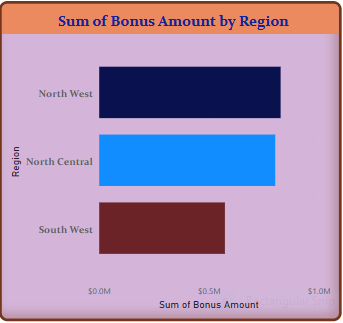 Sum of Bonus Amount by Region
North West
North Central
South West
Region
$0.0M $0.5M $1.0M
Sum of Bonus Amount